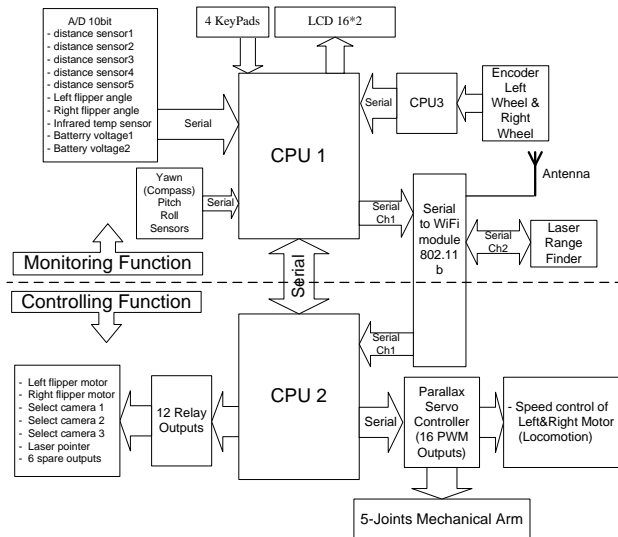 A/D 10bit
- distance sensor1
- distance sensor2
- distance sensor3
- distance sensor4
- distance sensor5
- Left flipper angle
- Right flipper angle
- Infrared temp sensor
- Batterry voltage1
- Battery voltage2
4 KeyPads
LCD 16*2
Serial
CPU 1
Serial
CPU3
Encoder
Left
Wheel &
Right
Wheel
Antenna
Yawn
(Compass)
Pitch
Roll
Sensors
Serial
Serial
Ch1
Serial
to WiFi
module
802.11
b
Serial
Ch2
Laser
Range
Finder
Monitoring Function
Serial
Controlling Function
Serial
Ch1
- Left flipper motor
- Right flipper motor
- Select camera 1
- Select camera 2
- Select camera 3
- Laser pointer
- 6 spare outputs
12 Relay
Outputs
CPU 2
Serial
Parallax
Servo
Controller
(16 PWM
Outputs)
- Speed control of
Left&Right Motor
(Locomotion)
5-Joints Mechanical Arm